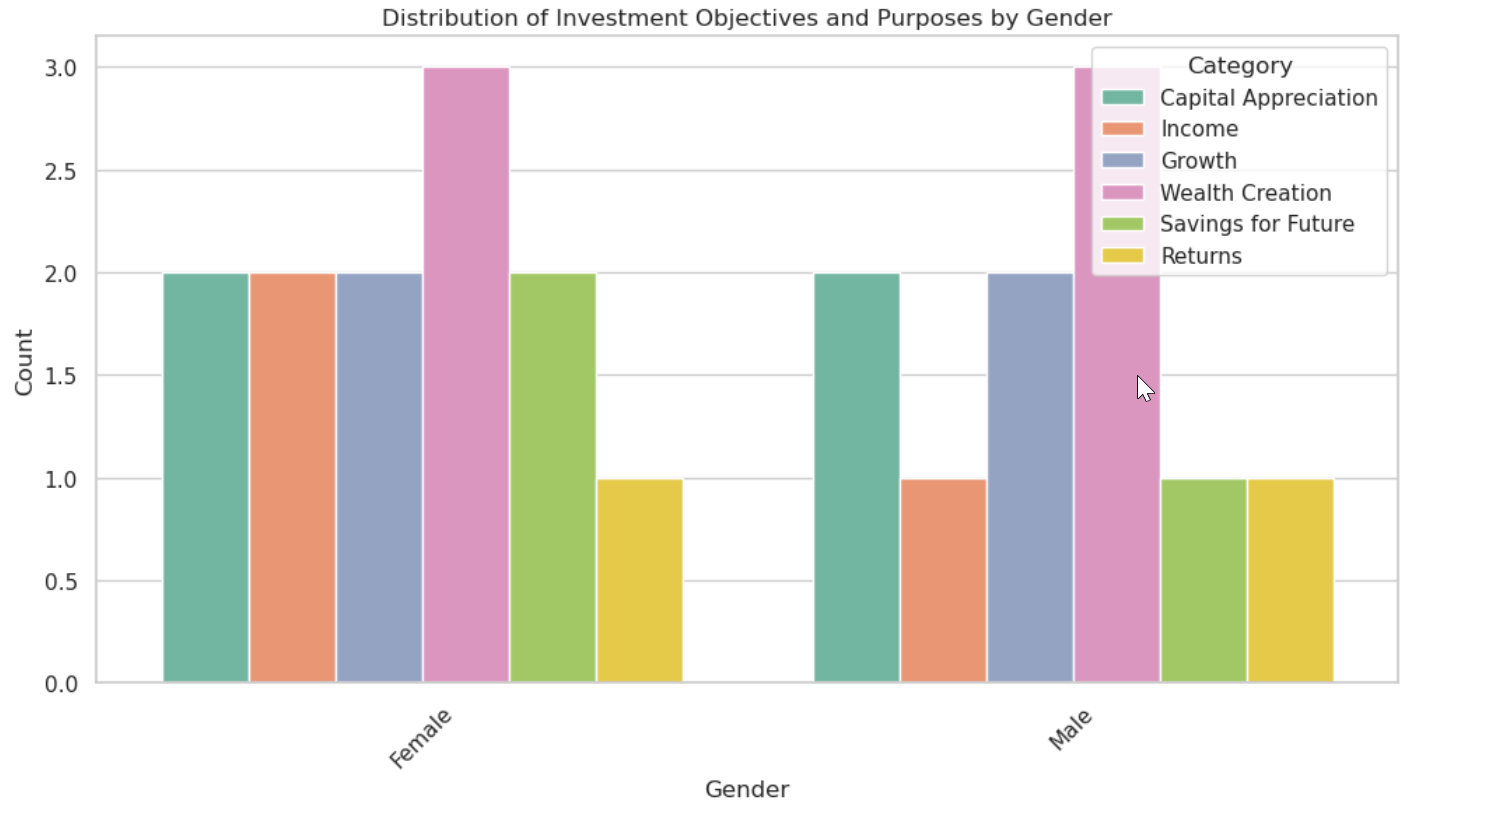 Distribution of Investment Objectives and Purposes by Gender
Category
Capital Appreciation
Income
Growth
Wealth Creation
Savings for Future
Returns
3.0
2.5
2.0
1.5
1.0
0.5
0.0
Count
Female
Male
Gender